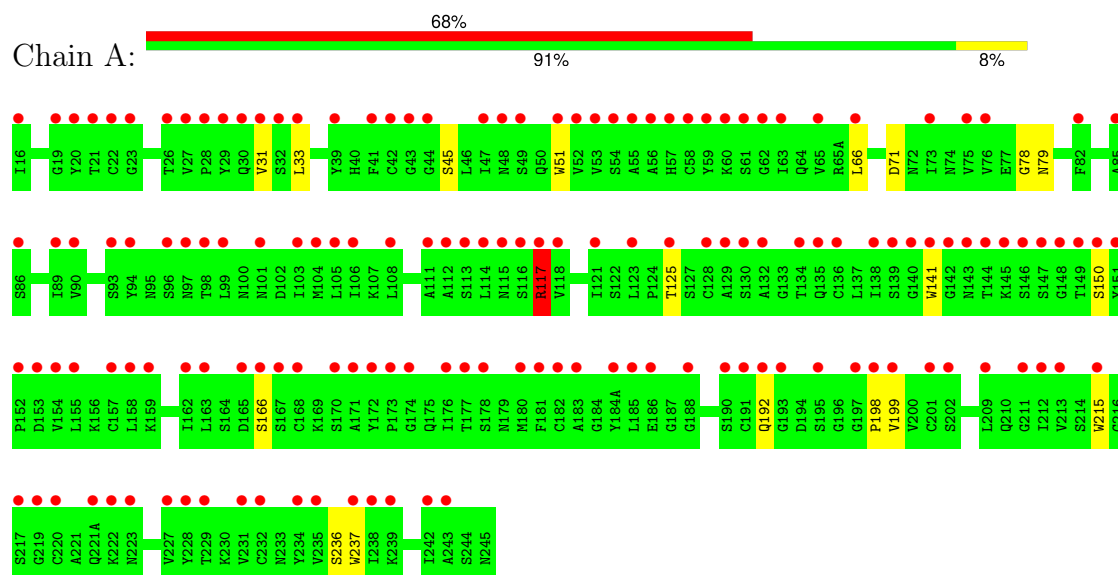 68%
Chain A:
91% 8%
I16 G19 Y20 T21 C22 G23 T26 V27 P28 Y29 Q30 V31 S32 L33 Y39 H40 F41 C42 G43 G44 S45 L46 I47 N48 S49 Q50 W51 V52 V53 S54 A55 A56 H57 C58 Y59 K60 S61 G62 I63 Q64 V65 R65A L66 D71 N72 I73 N74 V75 V76 E77 G78 N79 F82 A85
S86 I89 V90 S93 Y94 N95 S96 N97 T98 L99 N100 N101 D102 I103 M104 L105 I106 K107 L108 A111 A112 S113 L114 N115 S116 R117 V118 I121 S122 L123 P124 T125 S127 C128 A129 S130 A132 G133 T134 Q135 C136 L137 I138 S139 G140 W141 G142 N143 T144 K145 S146 S147 G148 T149 S150 Y151
P152 D153 V154 L155 K156 C157 L158 K159 I162 L163 S164 D165 S166 S167 C168 K169 S170 A171 Y172 P173 G174 Q175 I176 T177 S178 N179 M180 F181 C182 A183 G184 Y184A L185 E186 G187 G188 S190 C191 Q192 G193 D194 S195 G196 G197 P198 V199 V200 C201 S202 L209 Q210 G211 I212 V213 S214 W215 G216
S217 G219 C220 A221 Q221A K222 N223 V227 Y228 T229 K230 V231 C232 N233 Y234 V235 S236 W237 I238 K239 I242 A243 S244 N245